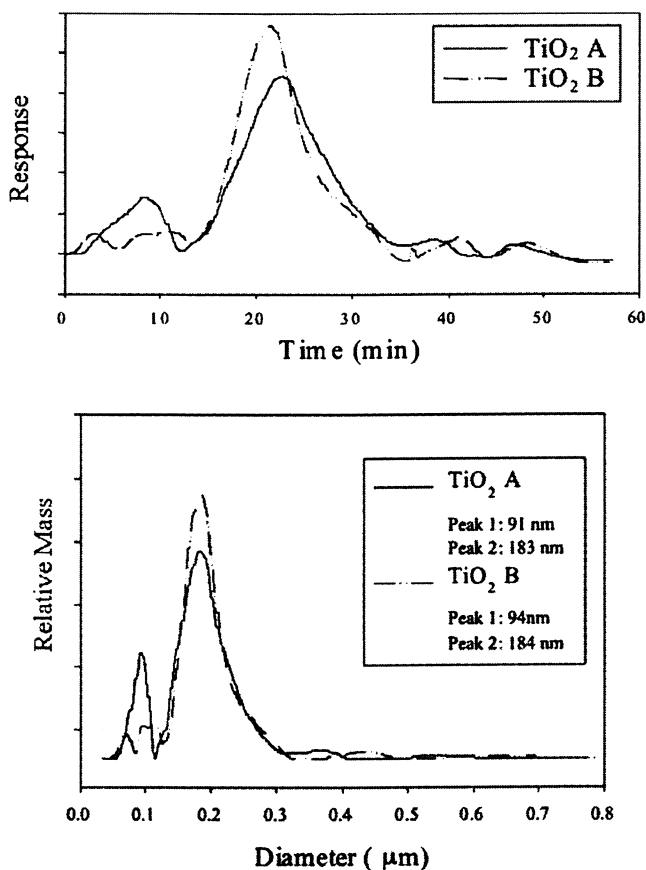 Response
TiO2 A
TiO2 B
0 10 20 30 40 50 60
Time (min)
Relative Mass
TiO2 A
Peak 1: 91 nm
Peak 2: 183 nm
TiO2 B
Peak 1: 94nm
Peak 2: 184 nm
0.0 0.1 0.2 0.3 0.4 0.5 0.6 0.7 0.8
Diameter ( μm)